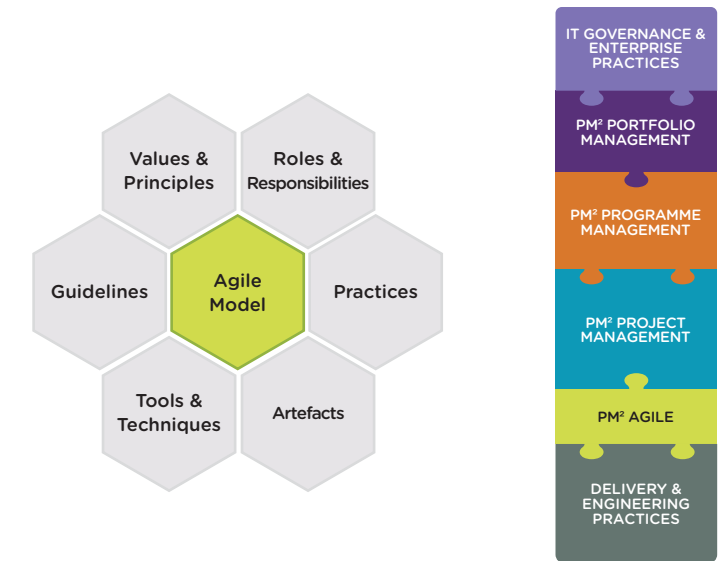 Values &
Principles
Roles &
Responsibilities
Guidelines
Agile
Model
Practices
Tools &
Techniques
Artefacts
IT GOVERNANCE &
ENTERPRISE
PRACTICES
PM² PORTFOLIO
MANAGEMENT
PM² PROGRAMME
MANAGEMENT
PM² PROJECT
MANAGEMENT
PM² AGILE
DELIVERY &
ENGINEERING
PRACTICES